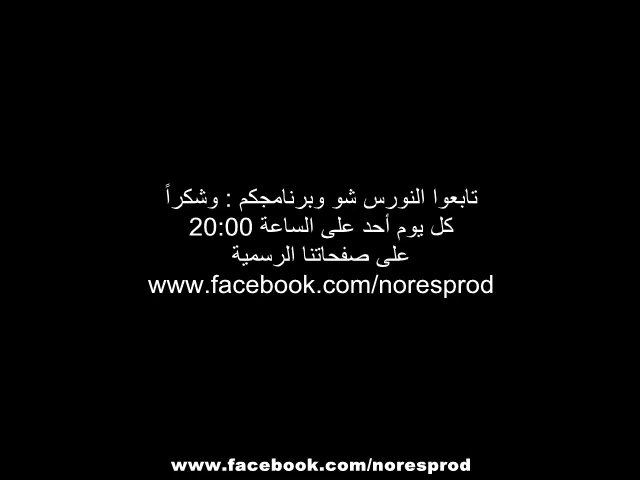 تابعوا النورس شو وبرنامجكم : وشكراً
كل يوم أحد على الساعة 20:00
على صفحاتنا الرسمية
www.facebook.com/noresprod
www.facebook.com/noresprod